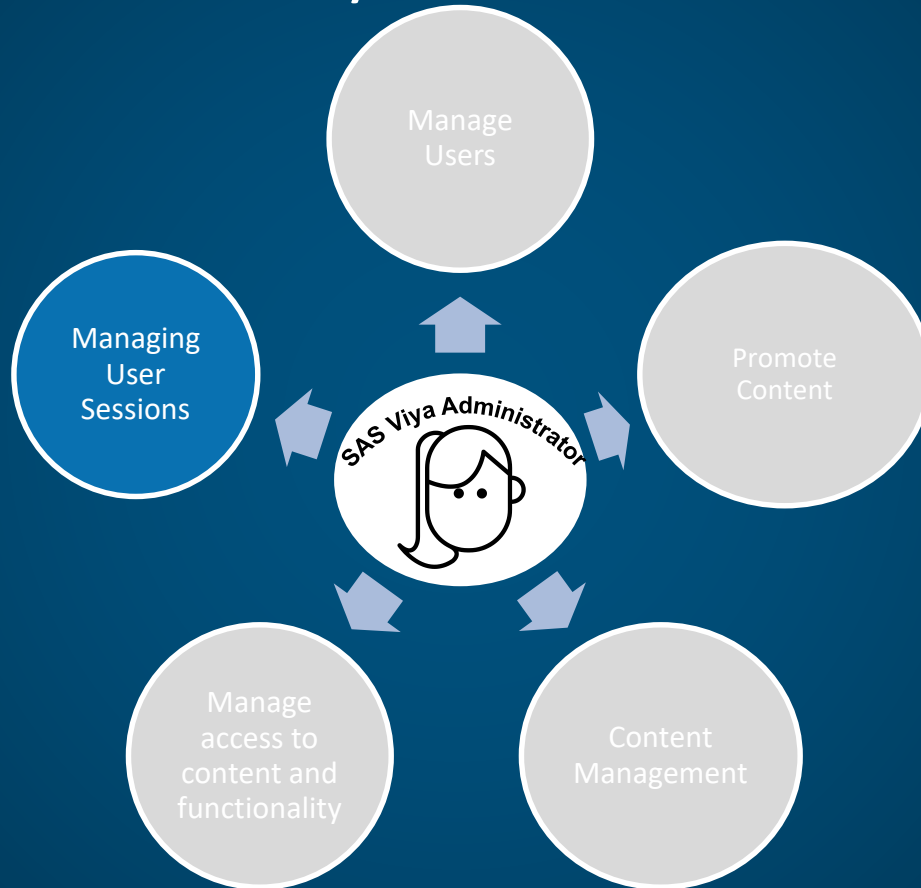 Manage
Users
Managing
User
Sessions
Promote
Content
SAS Viya Administrator
Manage
access to
content and
functionality
Content
Management